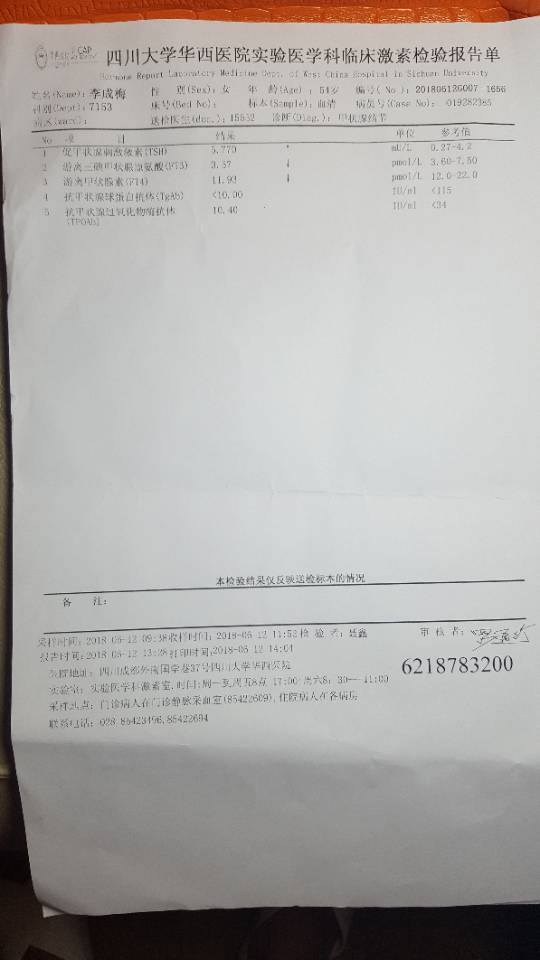 四川大学华西医院实验医学科临床激素检验报告单
Hormone Report Laboratory Medicine Dept. of West China Hospital In Sichuan University
姓名(Name): 李成梅 性 别(Sex): 女 年 龄(Age) : 54岁 编号( No ): 20180612G007 1656
科别(Dept): 7153 床号(Bed No): 标本(Sample): 血清 病案号(Case No): 019282385
病区(ward): 送检医生(doc.): 15632 诊断(Diag.): 甲状腺结节
No 项 目 结果 单位 参考值
1 促甲状腺刺激激素(TSH) 5.770 mU/L 0.27-4.2
2 游离三碘甲状腺原氨酸(FT3) 3.57 ↓ pmol/L 3.60-7.50
3 游离甲状腺素(FT4) 11.93 ↓ pmol/L 12.0-22.0
4 抗甲状腺球蛋白抗体(TgAb) <10.00 IU/ml <115
5 抗甲状腺过氧化物酶抗体 10.40 IU/ml <34
(TPOAb)
本检验结果仅反映送检标本的情况
备 注:
采样时间: 2018-06-12 09:38 收样时间: 2018-06-12 11:52 检 验 者: 聂鑫 审 核 者:
报告时间: 2018-06-12 13:28 打印时间: 2018-06-12 14:01
医院地址: 四川成都外南国学巷37号四川大学华西医院
6218783200
实验室: 实验医学科激素室, 时间: 周一至周五8点-17:00 周六8: 30--11:00
采样地点: 门诊病人在门诊静脉采血室(85422609), 住院病人在各病房
联系电话: 028 85423496, 85422694